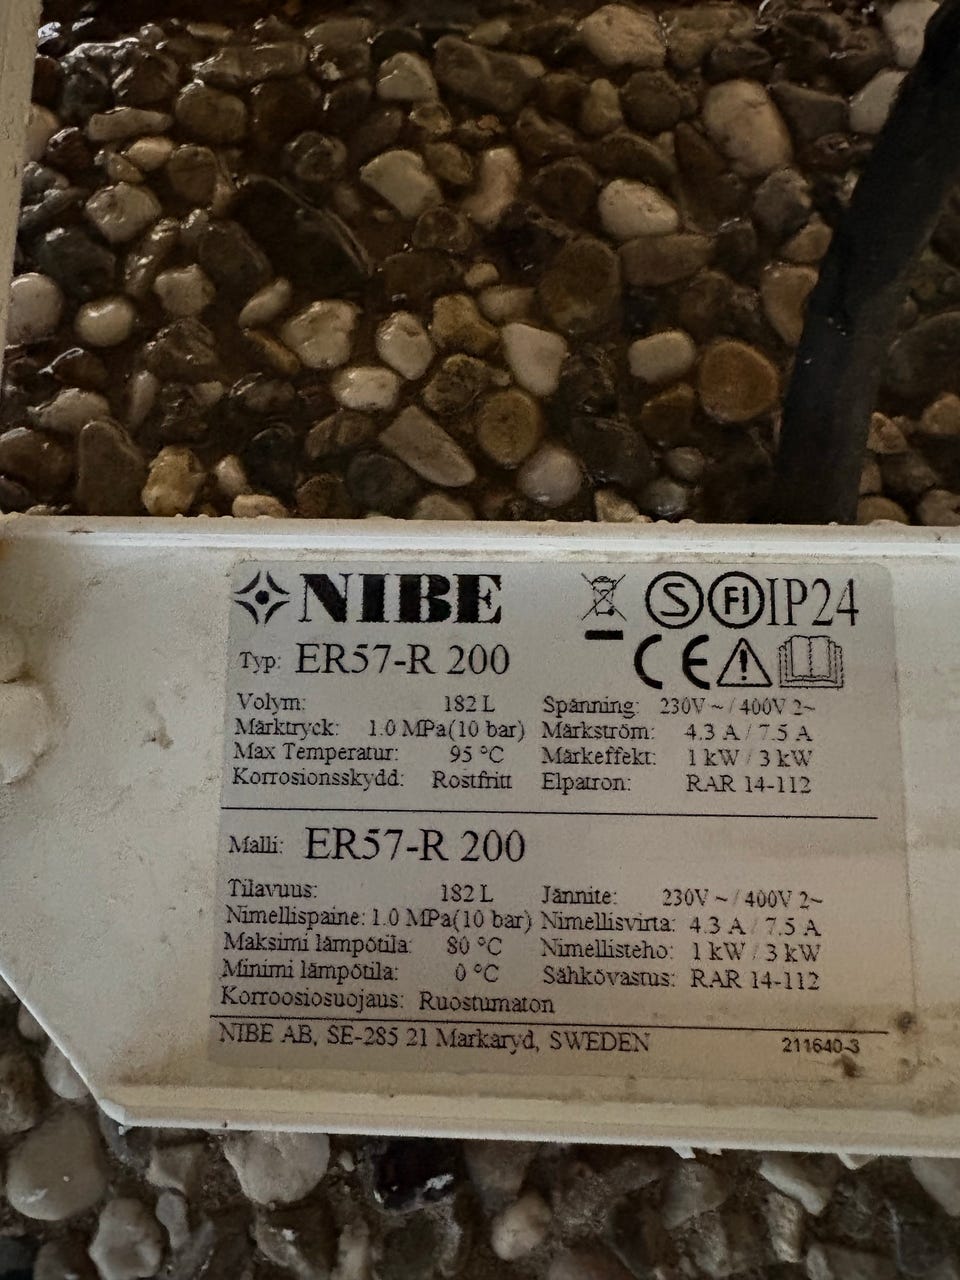 NIBE S FI IP24
CE
Typ: ER57-R 200
Volym: 182 L Spänning: 230V ~ / 400V 2~
Märktryck: 1.0 MPa(10 bar) Märkström: 4.3 A / 7.5 A
Max Temperatur: 95 °C Märkeffekt: 1 kW / 3 kW
Korrosionsskydd: Rostfritt Elpatron: RAR 14-112
Malli: ER57-R 200
Tilavuus: 182 L Jännite: 230V ~ / 400V 2~
Nimellispaine: 1.0 MPa(10 bar) Nimellisvirta: 4.3 A / 7.5 A
Maksimi lämpötila: 80 °C Nimellisteho: 1 kW / 3 kW
Minimi lämpötila: 0 °C Sähkövastus: RAR 14-112
Korroosiosuojaus: Ruostumaton
NIBE AB, SE-285 21 Markaryd, SWEDEN 211640-3